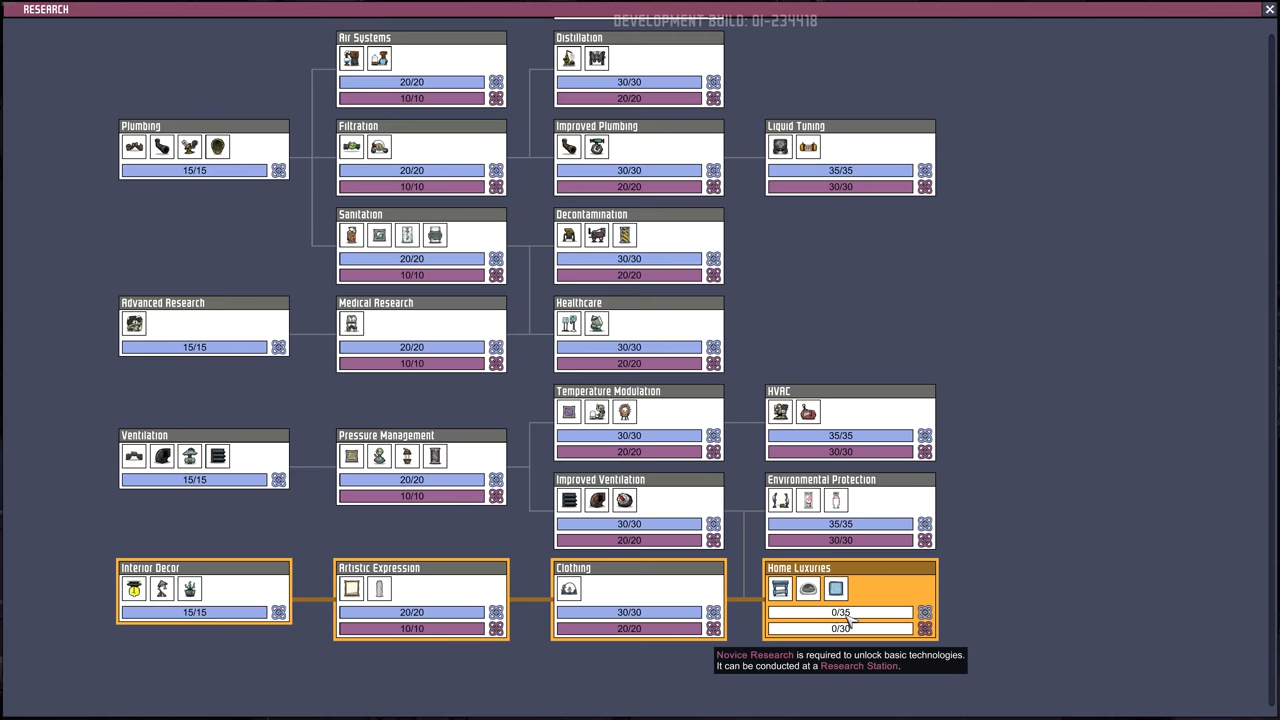 RESEARCH
DEVELOPMENT BUILD: 01-234418
Air Systems
20/20
10/10
Distillation
30/30
20/20
Plumbing
15/15
Filtration
20/20
10/10
Improved Plumbing
30/30
20/20
Liquid Tuning
35/35
30/30
Sanitation
20/20
10/10
Decontamination
30/30
20/20
Advanced Research
15/15
Medical Research
20/20
10/10
Healthcare
30/30
20/20
Temperature Modulation
30/30
20/20
HVAC
35/35
30/30
Ventilation
15/15
Pressure Management
20/20
10/10
Improved Ventilation
30/30
20/20
Environmental Protection
35/35
30/30
Interior Decor
15/15
Artistic Expression
20/20
10/10
Clothing
30/30
20/20
Home Luxuries
0/35
0/30
Novice Research is required to unlock basic technologies.
It can be conducted at a Research Station.